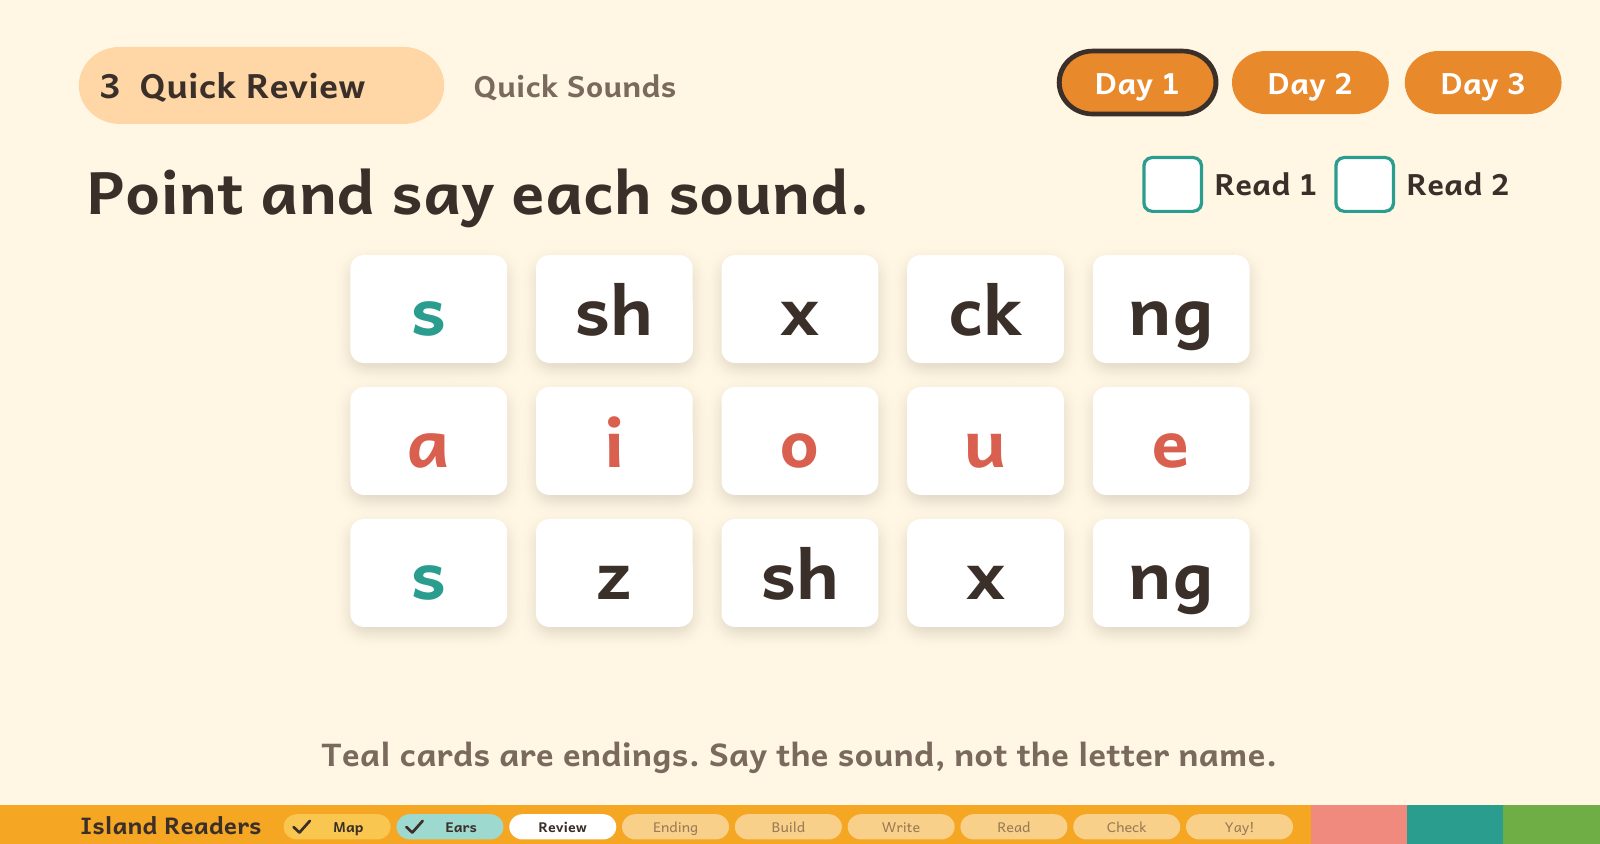 3 Quick Review
Quick Sounds
Day 1
Day 2
Day 3
Point and say each sound.
Read 1
Read 2
s sh x ck ng
a i o u e
s z sh x ng
Teal cards are endings. Say the sound, not the letter name.
Island Readers
Map
Ears
Review
Ending
Build
Write
Read
Check
Yay!